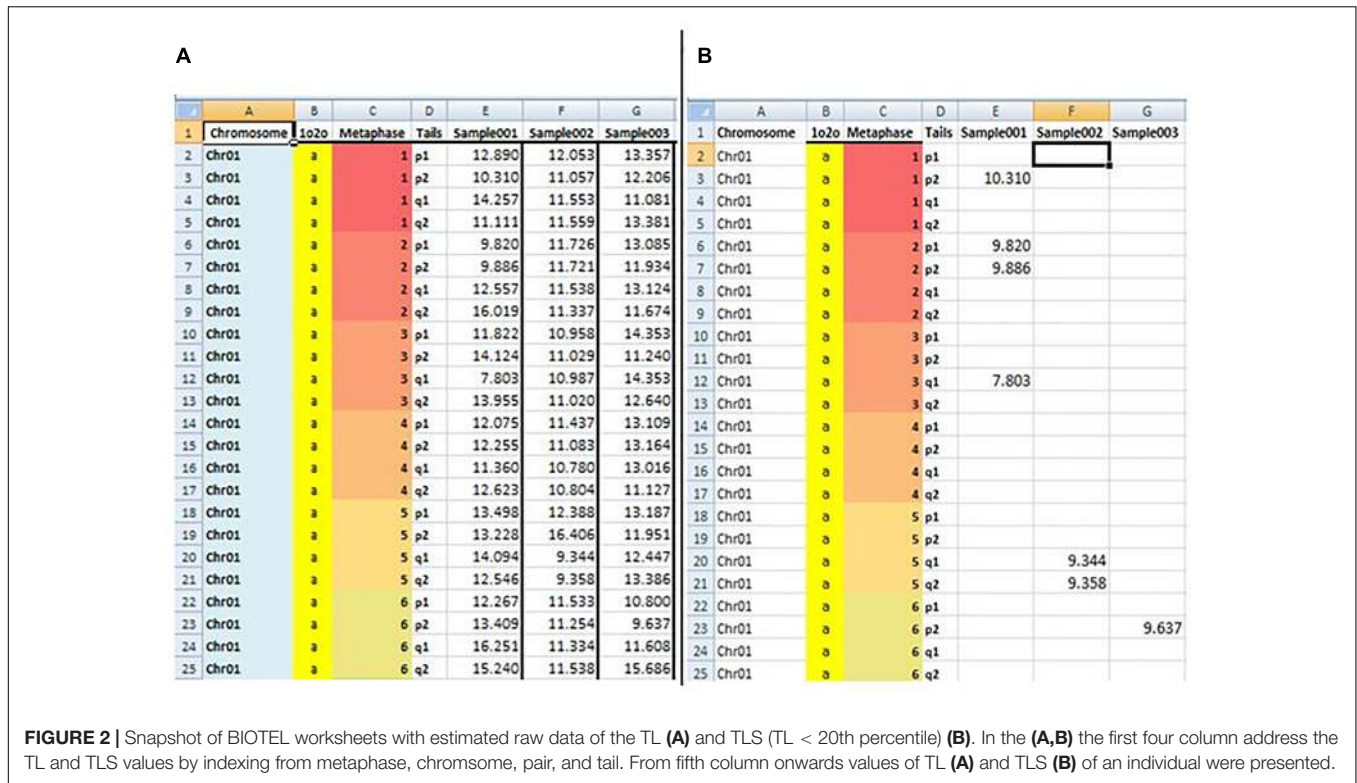 A
B
A B C D E F G
1 Chromosome 1o2o Metaphase Tails Sample001 Sample002 Sample003
2 Chr01 a 1 p1 12.890 12.053 13.357
3 Chr01 a 1 p2 10.310 11.057 12.206
4 Chr01 a 1 q1 14.257 11.553 11.081
5 Chr01 a 1 q2 11.111 11.559 13.381
6 Chr01 a 2 p1 9.820 11.726 13.085
7 Chr01 a 2 p2 9.886 11.721 11.934
8 Chr01 a 2 q1 12.557 11.538 13.124
9 Chr01 a 2 q2 16.019 11.337 11.674
10 Chr01 a 3 p1 11.822 10.958 14.353
11 Chr01 a 3 p2 14.124 11.029 11.240
12 Chr01 a 3 q1 7.803 10.987 14.353
13 Chr01 a 3 q2 13.955 11.020 12.640
14 Chr01 a 4 p1 12.075 11.437 13.109
15 Chr01 a 4 p2 12.255 11.083 13.164
16 Chr01 a 4 q1 11.360 10.780 13.016
17 Chr01 a 4 q2 12.623 10.804 11.127
18 Chr01 a 5 p1 13.498 12.388 13.187
19 Chr01 a 5 p2 13.228 16.406 11.951
20 Chr01 a 5 q1 14.094 9.344 12.447
21 Chr01 a 5 q2 12.546 9.358 13.386
22 Chr01 a 6 p1 12.267 11.533 10.800
23 Chr01 a 6 p2 13.409 11.254 9.637
24 Chr01 a 6 q1 16.251 11.334 11.608
25 Chr01 a 6 q2 15.240 11.538 15.686
A B C D E F G
1 Chromosome 1o2o Metaphase Tails Sample001 Sample002 Sample003
2 Chr01 a 1 p1
3 Chr01 a 1 p2 10.310
4 Chr01 a 1 q1
5 Chr01 a 1 q2
6 Chr01 a 2 p1 9.820
7 Chr01 a 2 p2 9.886
8 Chr01 a 2 q1
9 Chr01 a 2 q2
10 Chr01 a 3 p1
11 Chr01 a 3 p2
12 Chr01 a 3 q1 7.803
13 Chr01 a 3 q2
14 Chr01 a 4 p1
15 Chr01 a 4 p2
16 Chr01 a 4 q1
17 Chr01 a 4 q2
18 Chr01 a 5 p1
19 Chr01 a 5 p2
20 Chr01 a 5 q1 9.344
21 Chr01 a 5 q2 9.358
22 Chr01 a 6 p1
23 Chr01 a 6 p2 9.637
24 Chr01 a 6 q1
25 Chr01 a 6 q2
FIGURE 2 | Snapshot of BIOTEL worksheets with estimated raw data of the TL (A) and TLS (TL < 20th percentile) (B). In the (A,B) the first four column address the
TL and TLS values by indexing from metaphase, chromsome, pair, and tail. From fifth column onwards values of TL (A) and TLS (B) of an individual were presented.